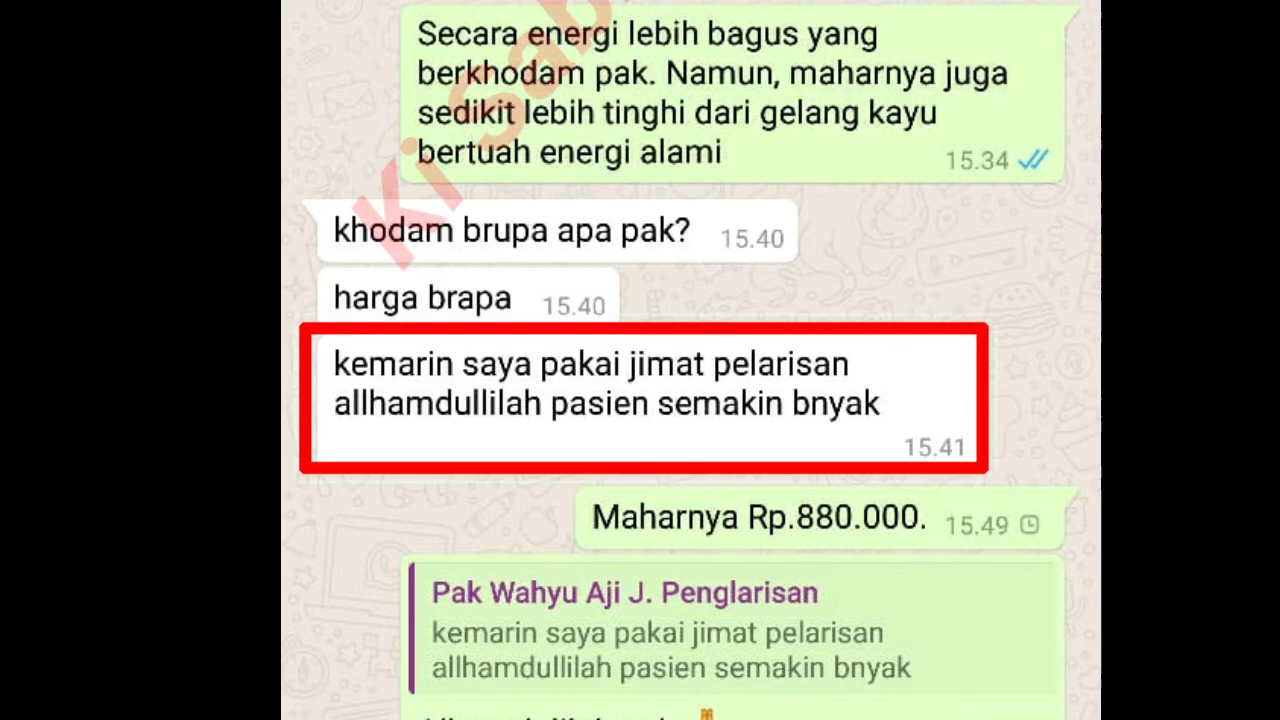 Secara energi lebih bagus yang
berkhodam pak. Namun, maharnya juga
sedikit lebih tinghi dari gelang kayu
bertuah energi alami
15.34
khodam brupa apa pak?
15.40
harga brapa
15.40
kemarin saya pakai jimat pelarisan
allhamdullilah pasien semakin bnyak
15.41
Maharnya Rp.880.000.
15.49
Pak Wahyu Aji J. Penglarisan
kemarin saya pakai jimat pelarisan
allhamdullilah pasien semakin bnyak
Ki Sab